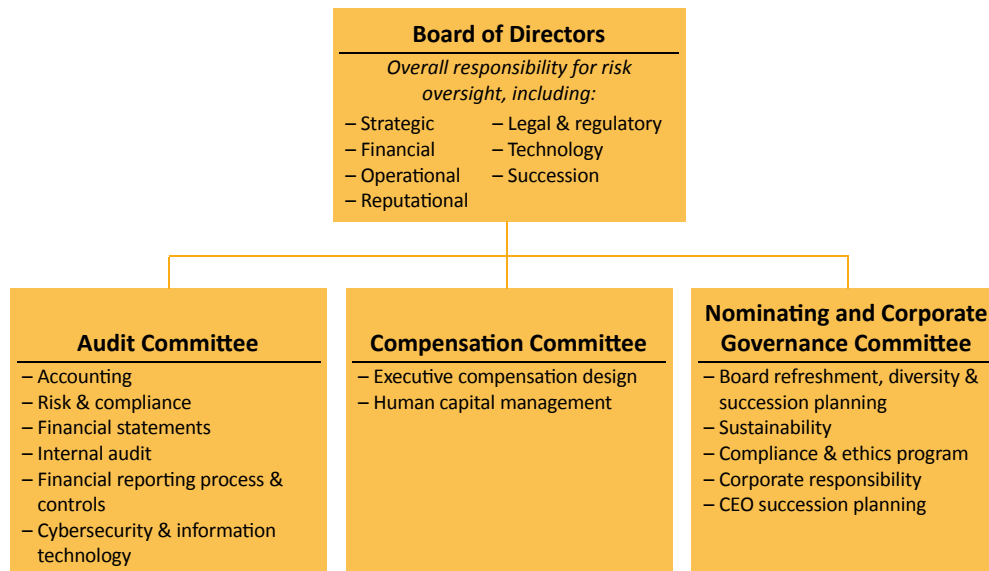 Board of Directors
Overall responsibility for risk
oversight, including:
– Strategic
– Financial
– Operational
– Reputational
– Legal & regulatory
– Technology
– Succession
Audit Committee
– Accounting
– Risk & compliance
– Financial statements
– Internal audit
– Financial reporting process &
controls
– Cybersecurity & information
technology
Compensation Committee
– Executive compensation design
– Human capital management
Nominating and Corporate
Governance Committee
– Board refreshment, diversity &
succession planning
– Sustainability
– Compliance & ethics program
– Corporate responsibility
– CEO succession planning